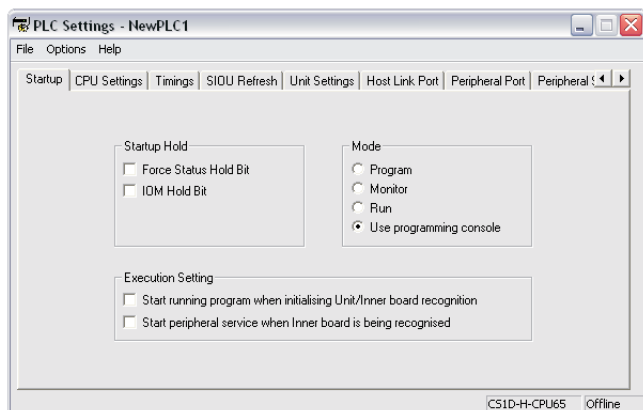 PLC Settings - NewPLC1
File Options Help
Startup CPU Settings Timings SIOU Refresh Unit Settings Host Link Port Peripheral Port Peripheral
Startup Hold
Force Status Hold Bit
IOM Hold Bit
Mode
Program
Monitor
Run
Use programming console
Execution Setting
Start running program when initialising Unit/Inner board recognition
Start peripheral service when Inner board is being recognised
CS1D-H-CPU65 Offline